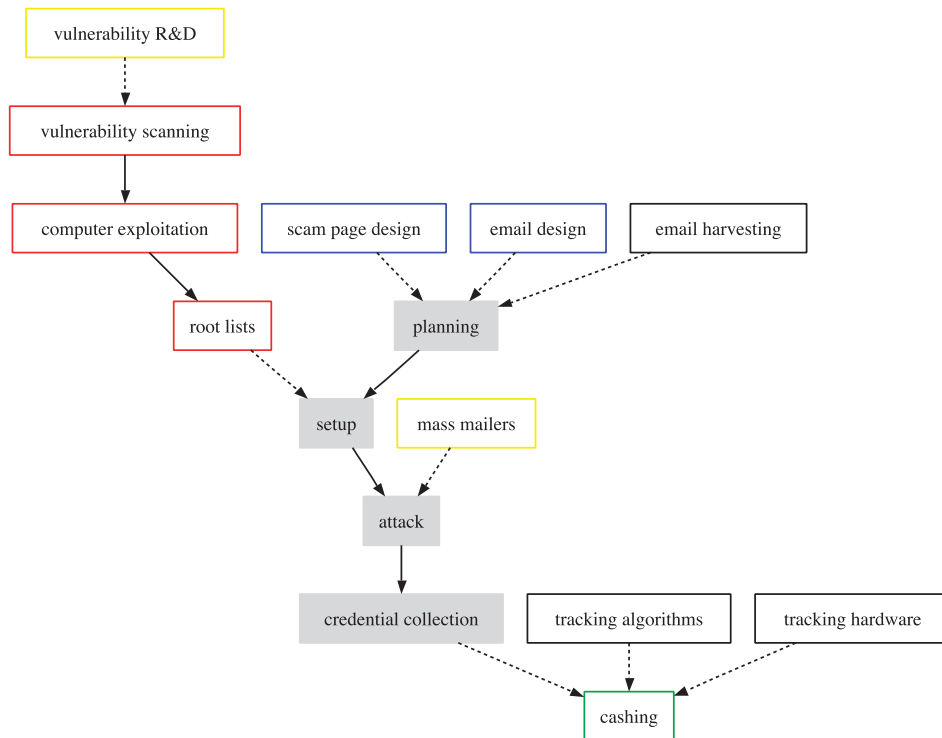 vulnerability R&D
vulnerability scanning
computer exploitation
scam page design
email design
email harvesting
root lists
planning
setup
mass mailers
attack
credential collection
tracking algorithms
tracking hardware
cashing